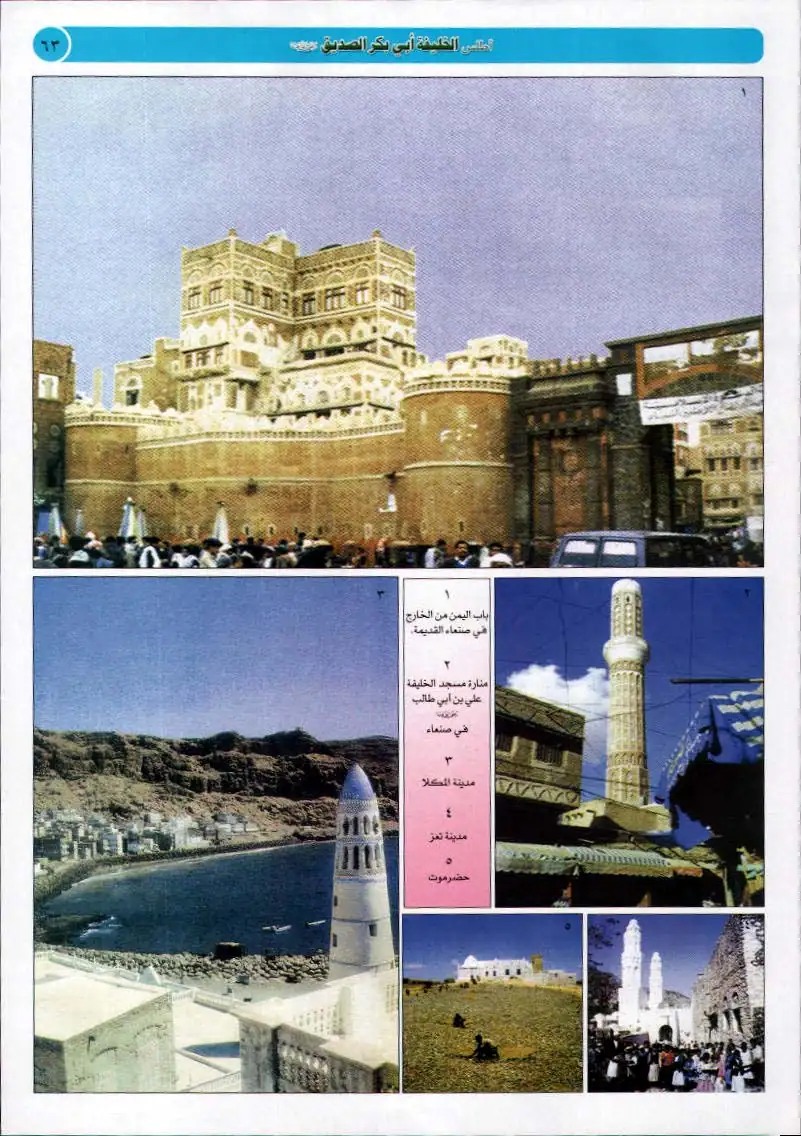 ٦٣
أطلس الخليفة أبي بكر الصديق
١
٣
١
باب اليمن من الخارج
في صنعاء القديمة.
٢
منارة مسجد الخليفة
علي بن أبي طالب
في صنعاء
٣
مدينة المكلا
٤
مدينة تعز
٥
حضرموت
٢
٥